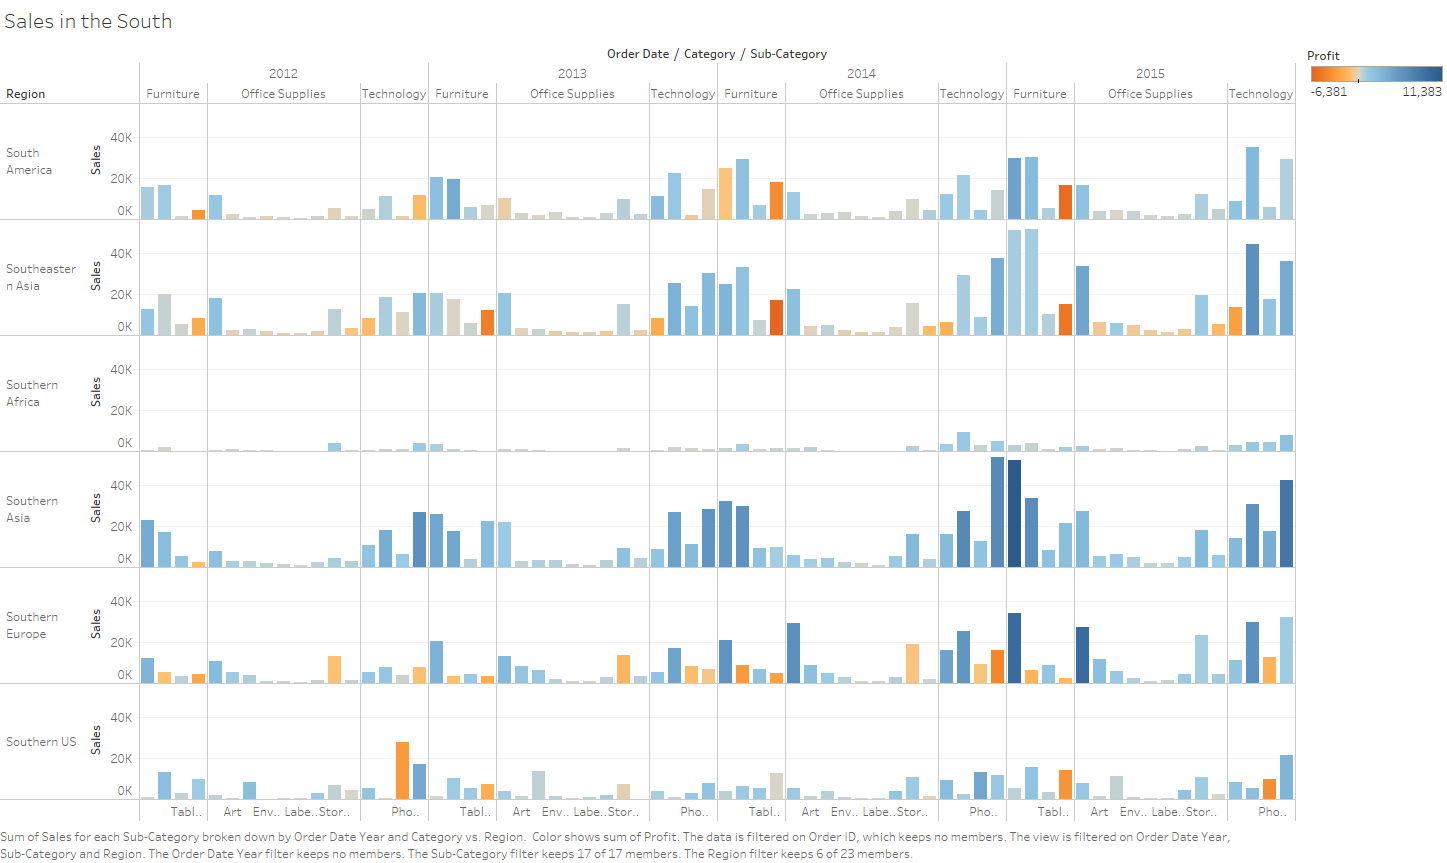 Sales in the South
Order Date / Category / Sub-Category
Profit
2012 2013 2014 2015
-6,381 11,383
Region Furniture Office Supplies Technology Furniture Office Supplies Technology Furniture Office Supplies Technology Furniture Office Supplies Technology
South
America
Sales
40K
20K
0K
Southeaster
n Asia
Sales
40K
20K
0K
Southern
Africa
Sales
40K
20K
0K
Southern
Asia
Sales
40K
20K
0K
Southern
Europe
Sales
40K
20K
0K
Southern US
Sales
40K
20K
0K
Tabl.. Art Env.. Labe.. Stor.. Pho.. Tabl.. Art Env.. Labe.. Stor.. Pho.. Tabl.. Art Env.. Labe.. Stor.. Pho.. Tabl.. Art Env.. Labe.. Stor.. Pho..
Sum of Sales for each Sub-Category broken down by Order Date Year and Category vs. Region.  Color shows sum of Profit. The data is filtered on Order ID, which keeps no members. The view is filtered on Order Date Year,
Sub-Category and Region. The Order Date Year filter keeps no members. The Sub-Category filter keeps 17 of 17 members. The Region filter keeps 6 of 23 members.